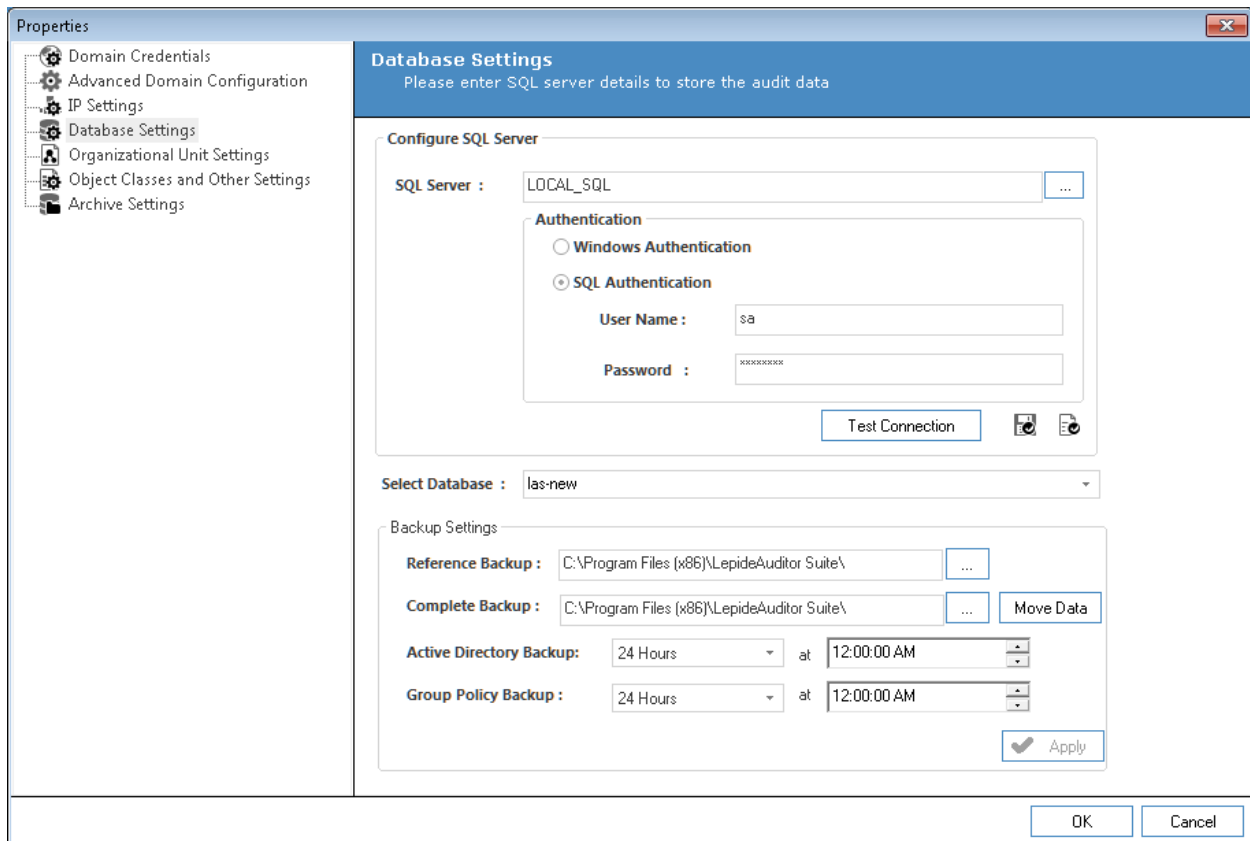 Properties
Domain Credentials
Advanced Domain Configuration
IP Settings
Database Settings
Organizational Unit Settings
Object Classes and Other Settings
Archive Settings
Database Settings
Please enter SQL server details to store the audit data
Configure SQL Server
SQL Server : LOCAL_SQL ...
Authentication
Windows Authentication
SQL Authentication
User Name : sa
Password : ********
Test Connection
Select Database : las-new
Backup Settings
Reference Backup : C:\Program Files (x86)\LepideAuditor Suite\ ...
Complete Backup : C:\Program Files (x86)\LepideAuditor Suite\ ... Move Data
Active Directory Backup: 24 Hours at 12:00:00 AM
Group Policy Backup : 24 Hours at 12:00:00 AM
Apply
OK Cancel